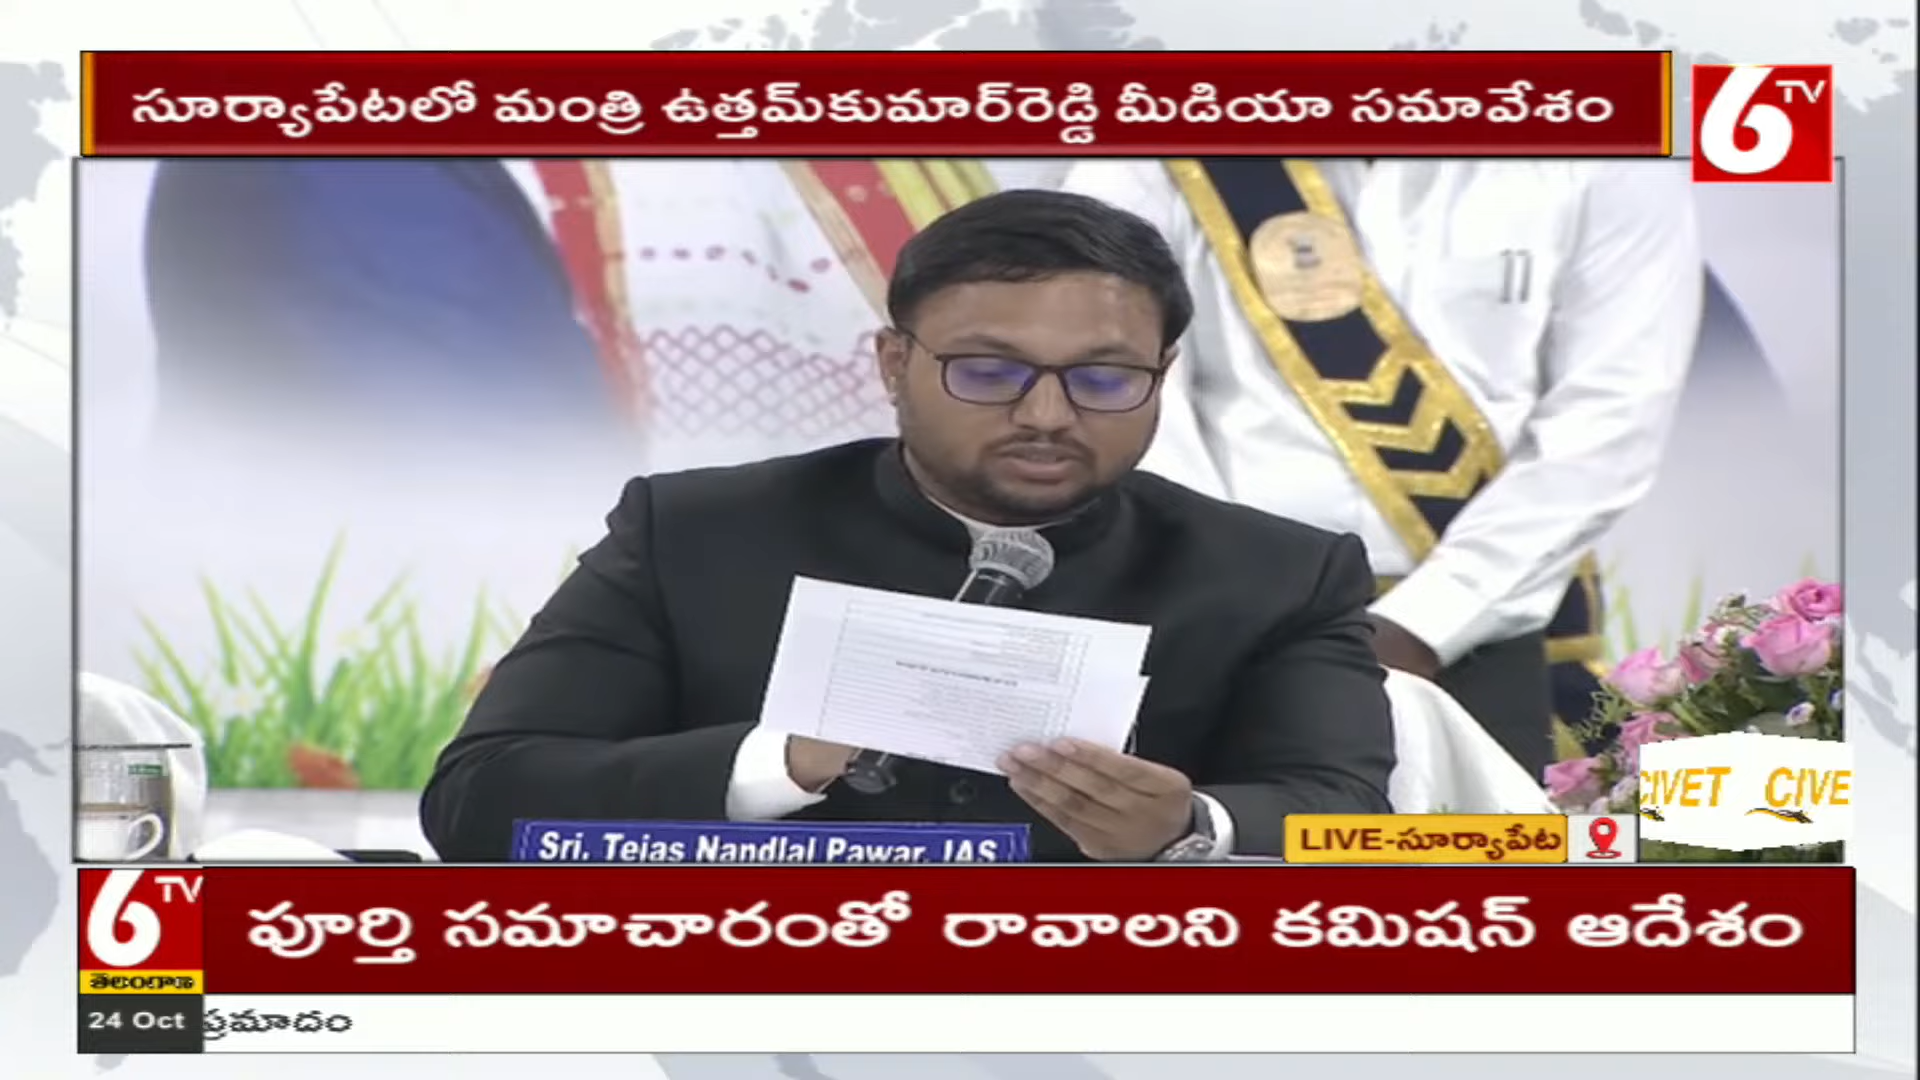 సూర్యాపేటలో మంత్రి ఉత్తమ్‌కుమార్‌రెడ్డి మీడియా సమావేశం
6 TV
Sri. Tejas Nandlal Pawar, IAS
CIVET CIVE
LIVE-సూర్యాపేట
6 TV
తెలంగాణ
పూర్తి సమాచారంతో రావాలని కమిషన్ ఆదేశం
24 Oct
ప్రమాదం